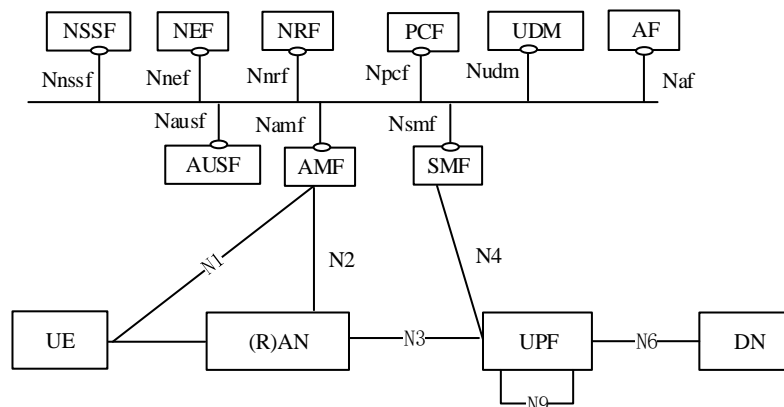 NSSF NEF NRF PCF UDM AF
Nnssf Nnef Nnrf Npcf Nudm Naf
Nausf Namf Nsmf
AUSF AMF SMF
N1 N2 N4
UE (R)AN N3 UPF N6 DN
N9